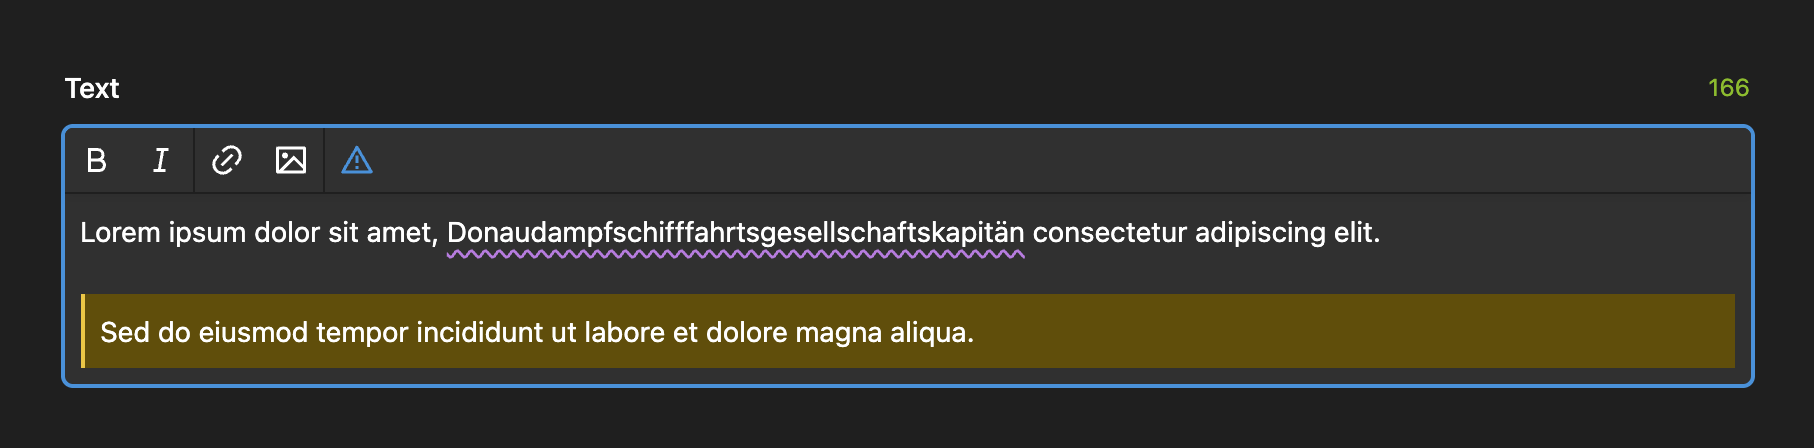 Text
166
B I
Lorem ipsum dolor sit amet, Donaudampfschifffahrtsgesellschaftskapitän consectetur adipiscing elit.
Sed do eiusmod tempor incididunt ut labore et dolore magna aliqua.